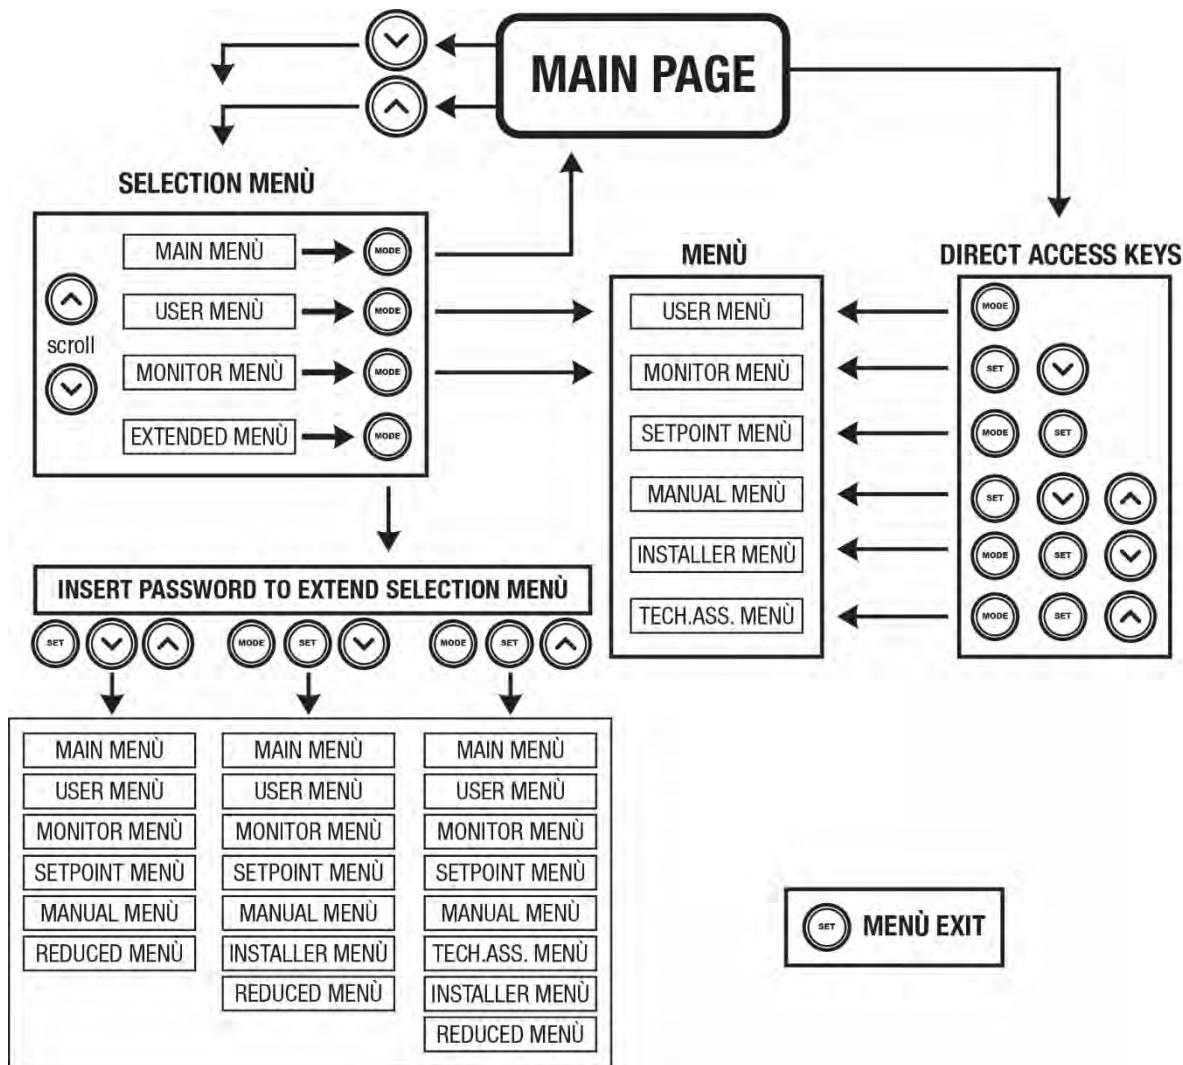 MAIN PAGE
SELECTION MENÙ
MAIN MENÙ MODE
USER MENÙ MODE
scroll
MONITOR MENÙ MODE
EXTENDED MENÙ MODE
MENÙ
USER MENÙ
MONITOR MENÙ
SETPOINT MENÙ
MANUAL MENÙ
INSTALLER MENÙ
TECH.ASS. MENÙ
DIRECT ACCESS KEYS
MODE
SET
MODE SET
SET
MODE SET
MODE SET
INSERT PASSWORD TO EXTEND SELECTION MENÙ
SET MODE SET MODE SET
MAIN MENÙ
USER MENÙ
MONITOR MENÙ
SETPOINT MENÙ
MANUAL MENÙ
REDUCED MENÙ
MAIN MENÙ
USER MENÙ
MONITOR MENÙ
SETPOINT MENÙ
MANUAL MENÙ
INSTALLER MENÙ
REDUCED MENÙ
MAIN MENÙ
USER MENÙ
MONITOR MENÙ
SETPOINT MENÙ
MANUAL MENÙ
TECH.ASS. MENÙ
INSTALLER MENÙ
REDUCED MENÙ
SET MENÙ EXIT